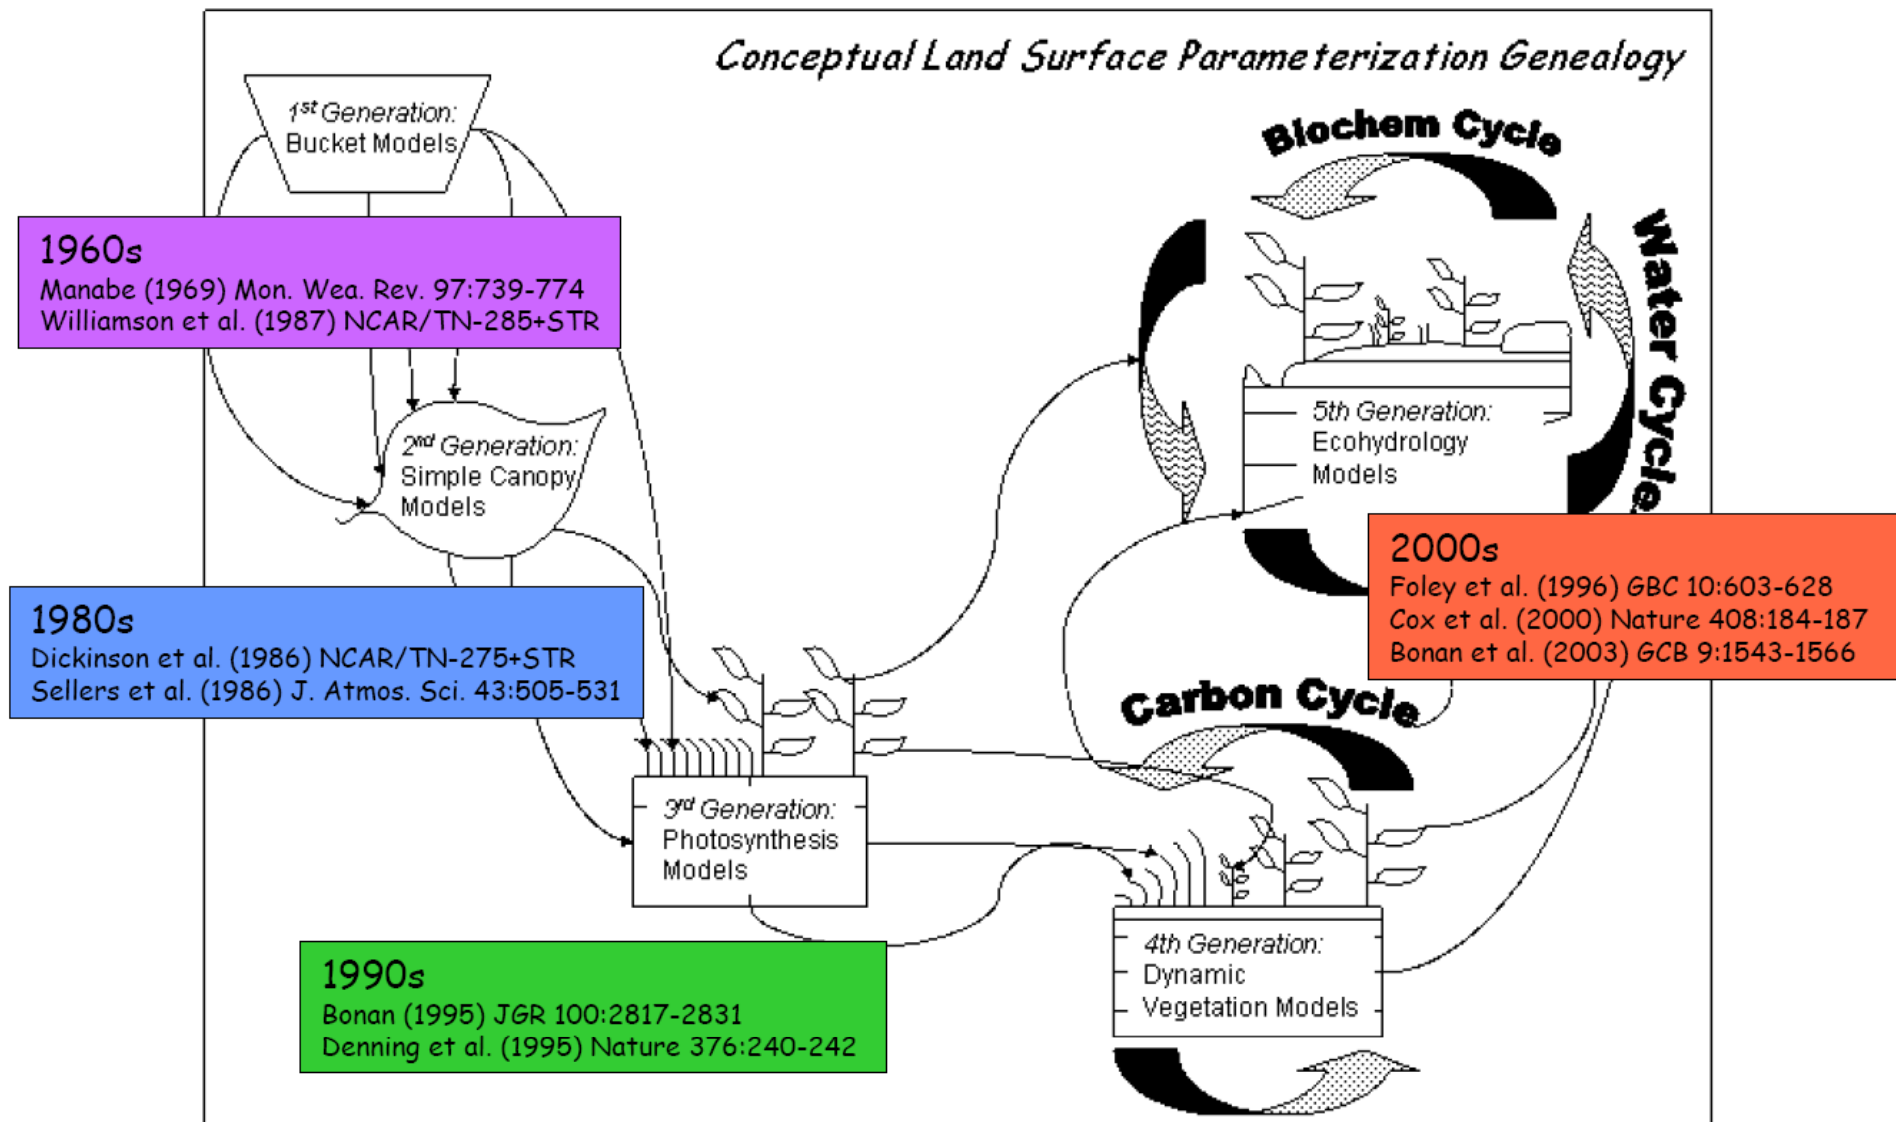 Conceptual Land Surface Parameterization Genealogy
1st Generation:
Bucket Models
1960s
Manabe (1969) Mon. Wea. Rev. 97:739-774
Williamson et al. (1987) NCAR/TN-285+STR
2nd Generation:
Simple Canopy
Models
1980s
Dickinson et al. (1986) NCAR/TN-275+STR
Sellers et al. (1986) J. Atmos. Sci. 43:505-531
3rd Generation:
Photosynthesis
Models
1990s
Bonan (1995) JGR 100:2817-2831
Denning et al. (1995) Nature 376:240-242
Biochem Cycle
Water Cycle
5th Generation:
Ecohydrology
Models
2000s
Foley et al. (1996) GBC 10:603-628
Cox et al. (2000) Nature 408:184-187
Bonan et al. (2003) GCB 9:1543-1566
Carbon Cycle
4th Generation:
Dynamic
Vegetation Models